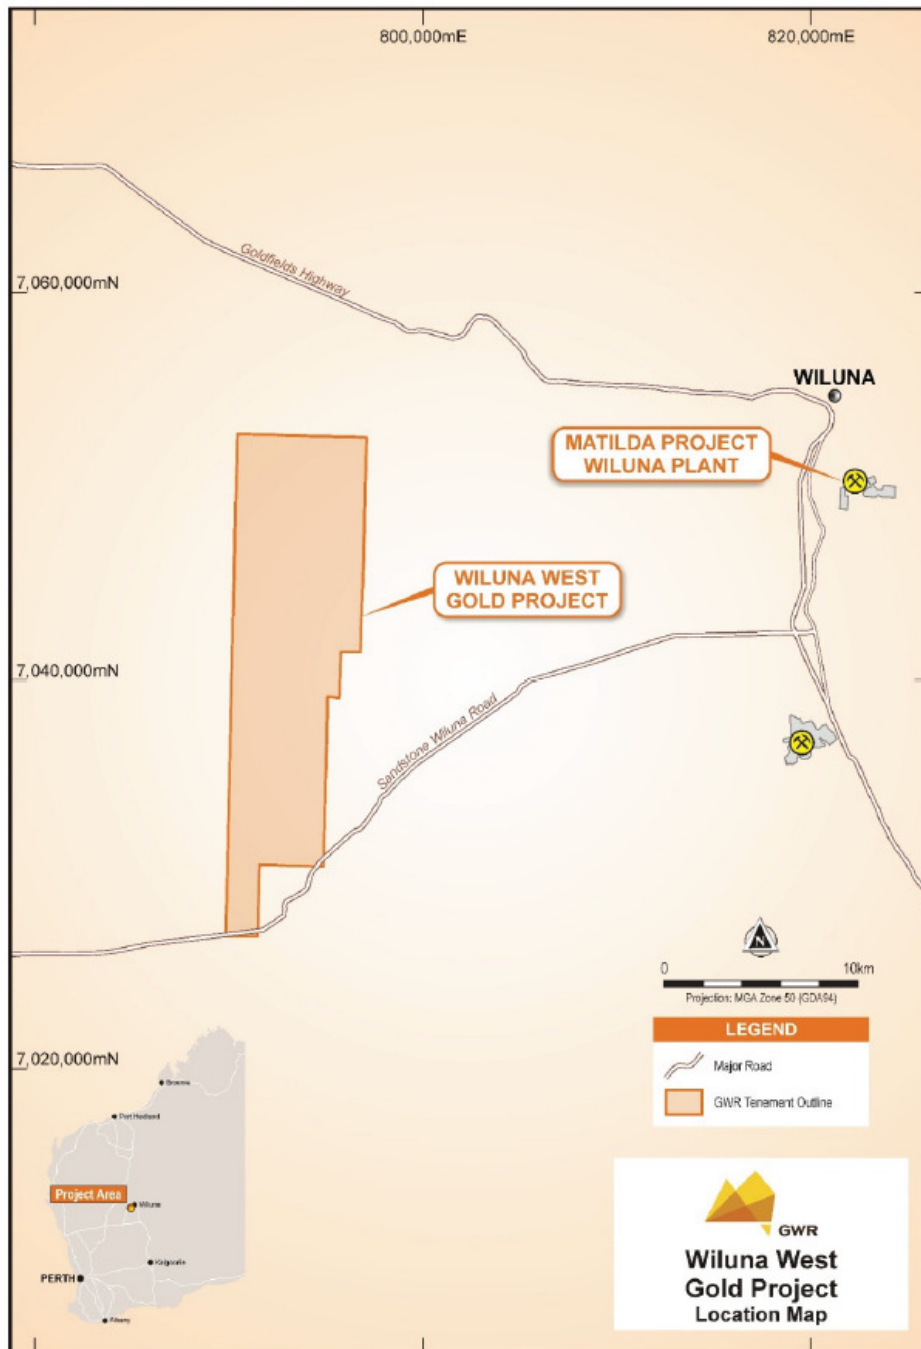 800,000mE
820,000mE
Goldfields Highway
7,060,000mN
WILUNA
MATILDA PROJECT
WILUNA PLANT
WILUNA WEST
GOLD PROJECT
7,040,000mN
Sandstone Wiluna Road
N
0 10km
Projection: MGA Zone 50 (GDA94)
LEGEND
Major Road
GWR Tenement Outline
7,020,000mN
Broome
Port Hedland
Project Area
Wiluna
Kalgoorlie
PERTH
Albany
GWR
Wiluna West
Gold Project
Location Map